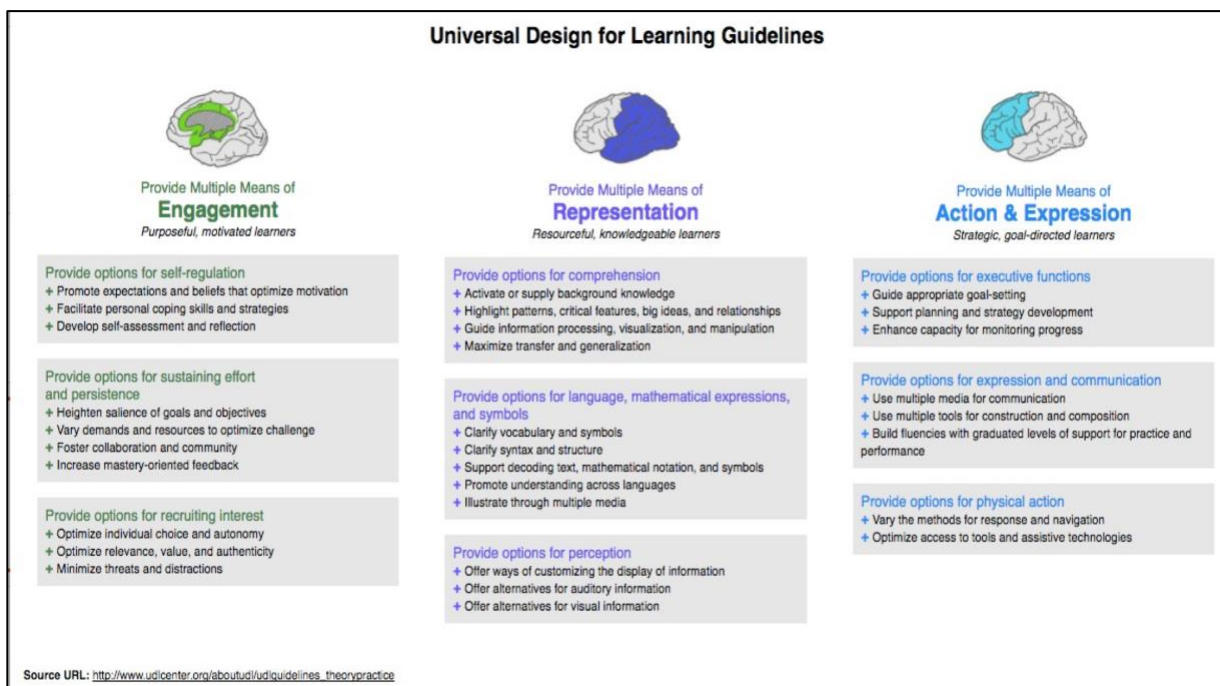 Universal Design for Learning Guidelines
Provide Multiple Means of
Engagement
Purposeful, motivated learners
Provide options for self-regulation
+ Promote expectations and beliefs that optimize motivation
+ Facilitate personal coping skills and strategies
+ Develop self-assessment and reflection
Provide options for sustaining effort
and persistence
+ Heighten salience of goals and objectives
+ Vary demands and resources to optimize challenge
+ Foster collaboration and community
+ Increase mastery-oriented feedback
Provide options for recruiting interest
+ Optimize individual choice and autonomy
+ Optimize relevance, value, and authenticity
+ Minimize threats and distractions
Provide Multiple Means of
Representation
Resourceful, knowledgeable learners
Provide options for comprehension
+ Activate or supply background knowledge
+ Highlight patterns, critical features, big ideas, and relationships
+ Guide information processing, visualization, and manipulation
+ Maximize transfer and generalization
Provide options for language, mathematical expressions,
and symbols
+ Clarify vocabulary and symbols
+ Clarify syntax and structure
+ Support decoding text, mathematical notation, and symbols
+ Promote understanding across languages
+ Illustrate through multiple media
Provide options for perception
+ Offer ways of customizing the display of information
+ Offer alternatives for auditory information
+ Offer alternatives for visual information
Provide Multiple Means of
Action & Expression
Strategic, goal-directed learners
Provide options for executive functions
+ Guide appropriate goal-setting
+ Support planning and strategy development
+ Enhance capacity for monitoring progress
Provide options for expression and communication
+ Use multiple media for communication
+ Use multiple tools for construction and composition
+ Build fluencies with graduated levels of support for practice and
performance
Provide options for physical action
+ Vary the methods for response and navigation
+ Optimize access to tools and assistive technologies
Source URL: http://www.udlcenter.org/aboutudl/udlguidelines_theorypractice